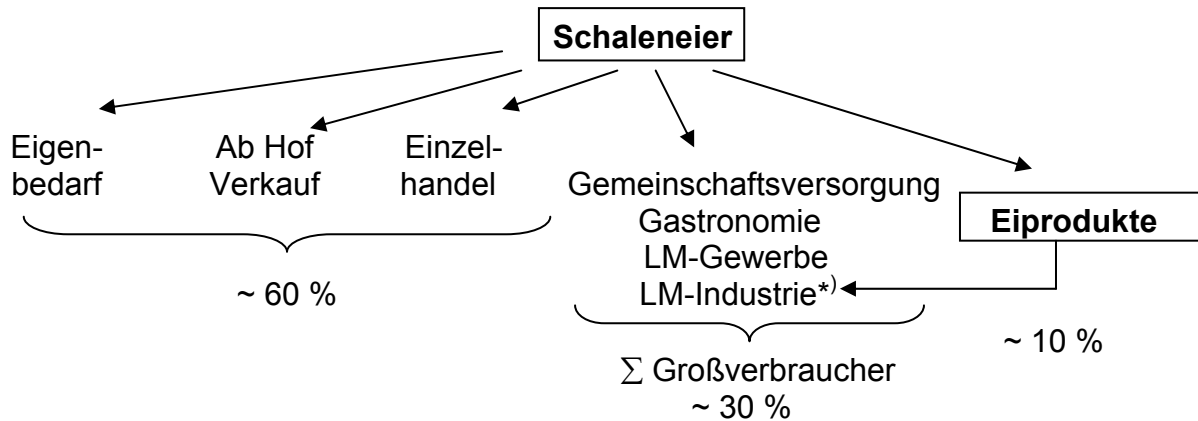 Schaleneier
Eigen-
bedarf
Ab Hof
Verkauf
Einzel-
handel
Gemeinschaftsversorgung
Gastronomie
LM-Gewerbe
LM-Industrie*)
Eiprodukte
~ 60 %
~ 10 %
∑ Großverbraucher
~ 30 %